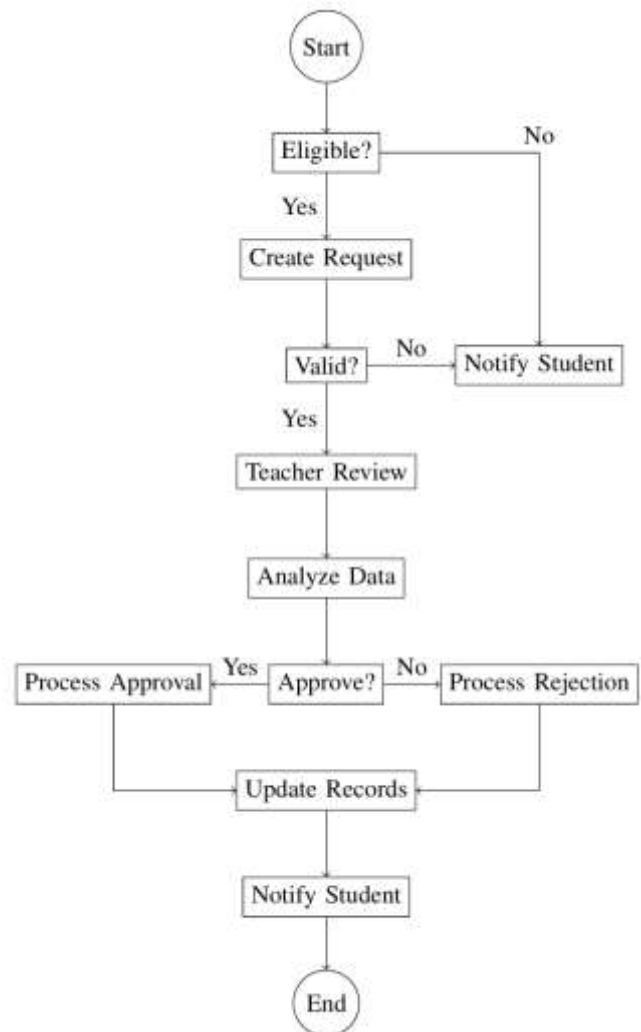 Start
No
Eligible?
Yes
Create Request
No
Valid?
Notify Student
Yes
Teacher Review
Analyze Data
Yes
No
Process Approval
Approve?
Process Rejection
Update Records
Notify Student
End